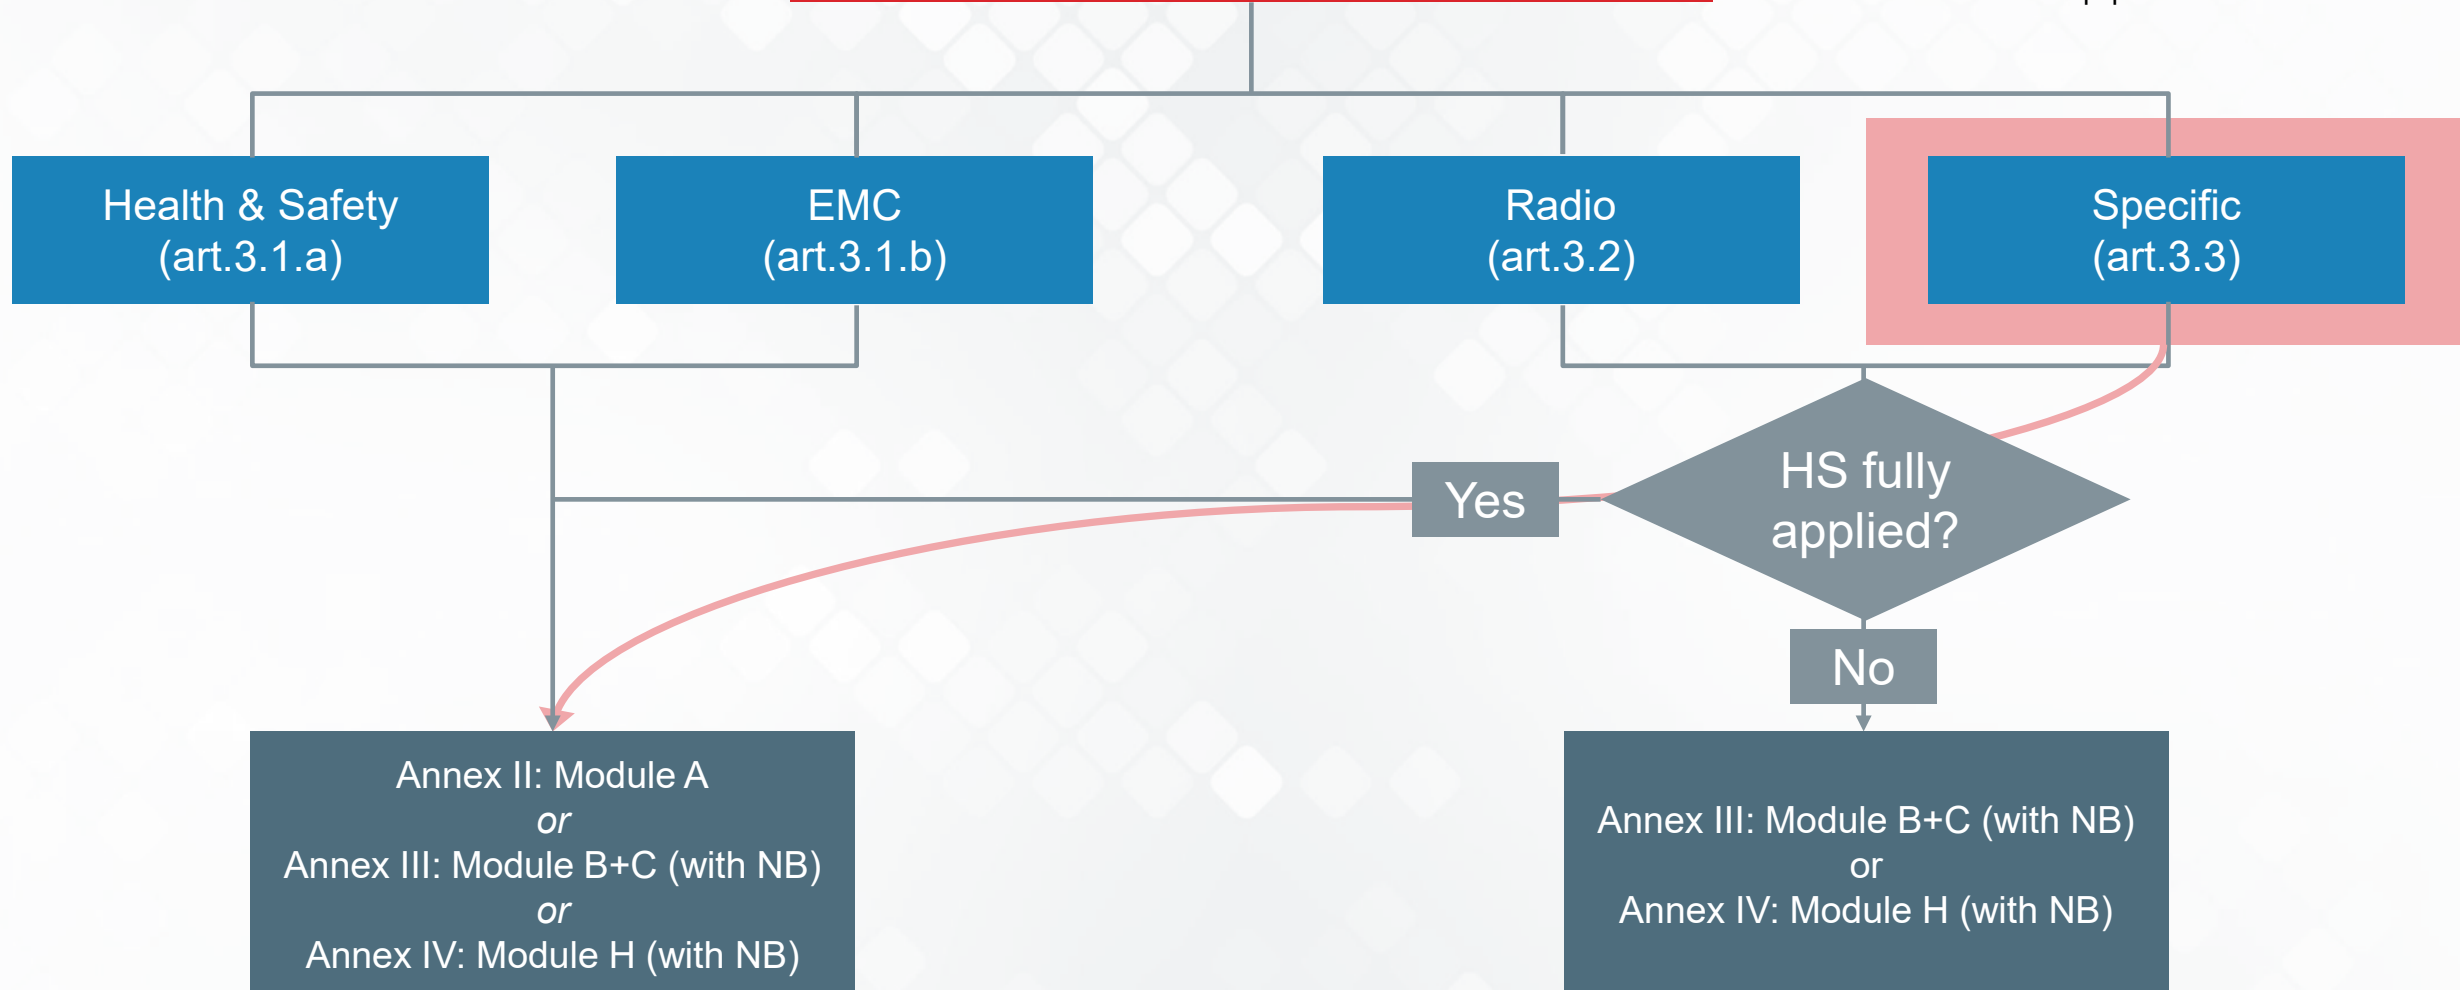 Health & Safety
(art.3.1.a)
EMC
(art.3.1.b)
Radio
(art.3.2)
Specific
(art.3.3)
HS fully
applied?
Yes
No
Annex II: Module A
or
Annex III: Module B+C (with NB)
or
Annex IV: Module H (with NB)
Annex III: Module B+C (with NB)
or
Annex IV: Module H (with NB)